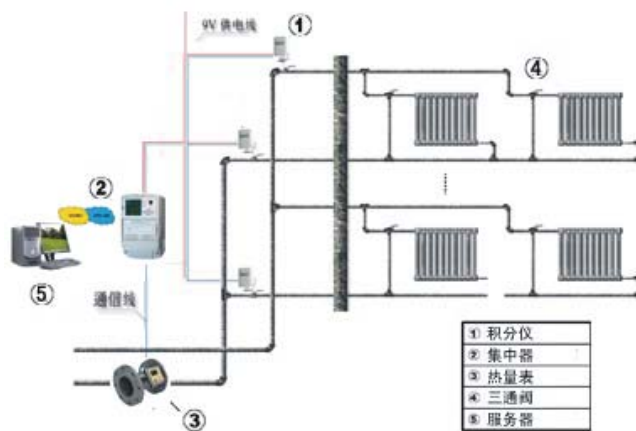 9V 供电线
①
④
②
⑤
通信线
③
① 积分仪
② 集中器
③ 热量表
④ 三通阀
⑤ 服务器